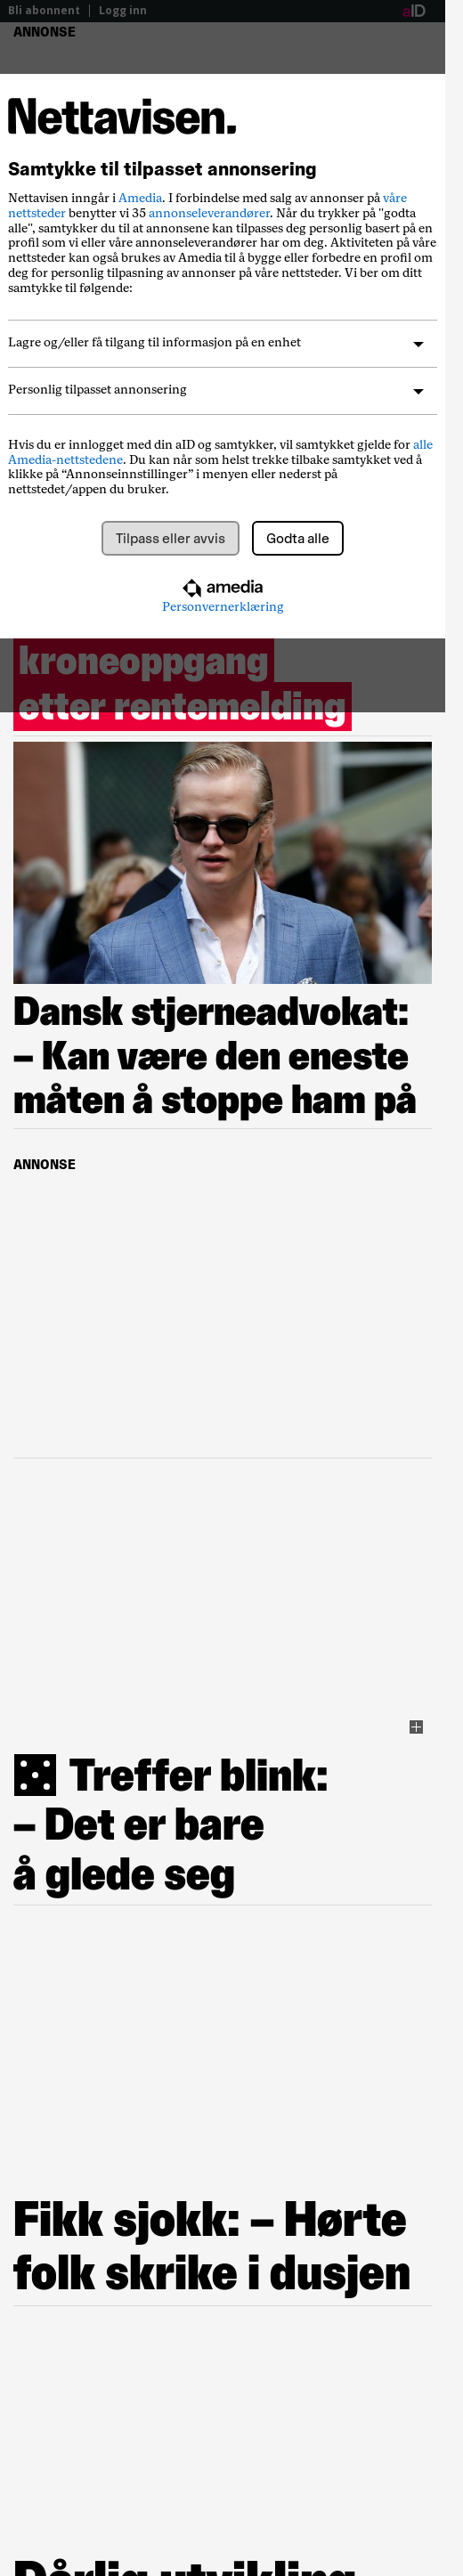 Bli abonnent | Logg inn
aID
ANNONSE
Nettavisen.
Samtykke til tilpasset annonsering
Nettavisen inngår i Amedia. I forbindelse med salg av annonser på våre
nettsteder benytter vi 35 annonseleverandører. Når du trykker på "godta
alle", samtykker du til at annonsene kan tilpasses deg personlig basert på en
profil som vi eller våre annonseleverandører har om deg. Aktiviteten på våre
nettsteder kan også brukes av Amedia til å bygge eller forbedre en profil om
deg for personlig tilpasning av annonser på våre nettsteder. Vi ber om ditt
samtykke til følgende:
Lagre og/eller få tilgang til informasjon på en enhet
Personlig tilpasset annonsering
Hvis du er innlogget med din aID og samtykker, vil samtykket gjelde for alle
Amedia-nettstedene. Du kan når som helst trekke tilbake samtykket ved å
klikke på “Annonseinnstillinger” i menyen eller nederst på
nettstedet/appen du bruker.
Tilpass eller avvis
Godta alle
amedia
Personvernerklæring
kroneoppgang
etter rentemelding
Dansk stjerneadvokat:
– Kan være den eneste
måten å stoppe ham på
ANNONSE
Treffer blink:
– Det er bare
å glede seg
Fikk sjokk: – Hørte
folk skrike i dusjen
Dårlig utvikling